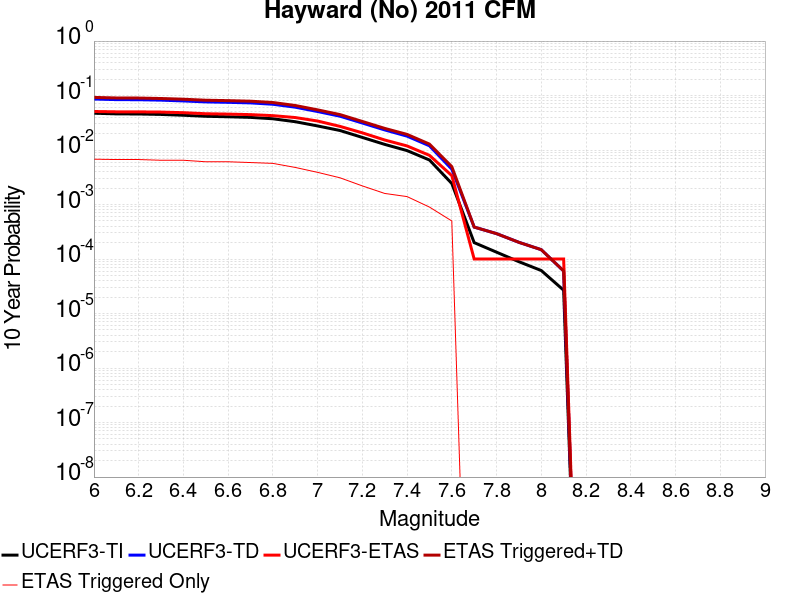 Hayward (No) 2011 CFM
10 Year Probability
10^0
10^-1
10^-2
10^-3
10^-4
10^-5
10^-6
10^-7
10^-8
6 6.2 6.4 6.6 6.8 7 7.2 7.4 7.6 7.8 8 8.2 8.4 8.6 8.8 9
Magnitude
UCERF3-TI UCERF3-TD UCERF3-ETAS ETAS Triggered+TD
ETAS Triggered Only